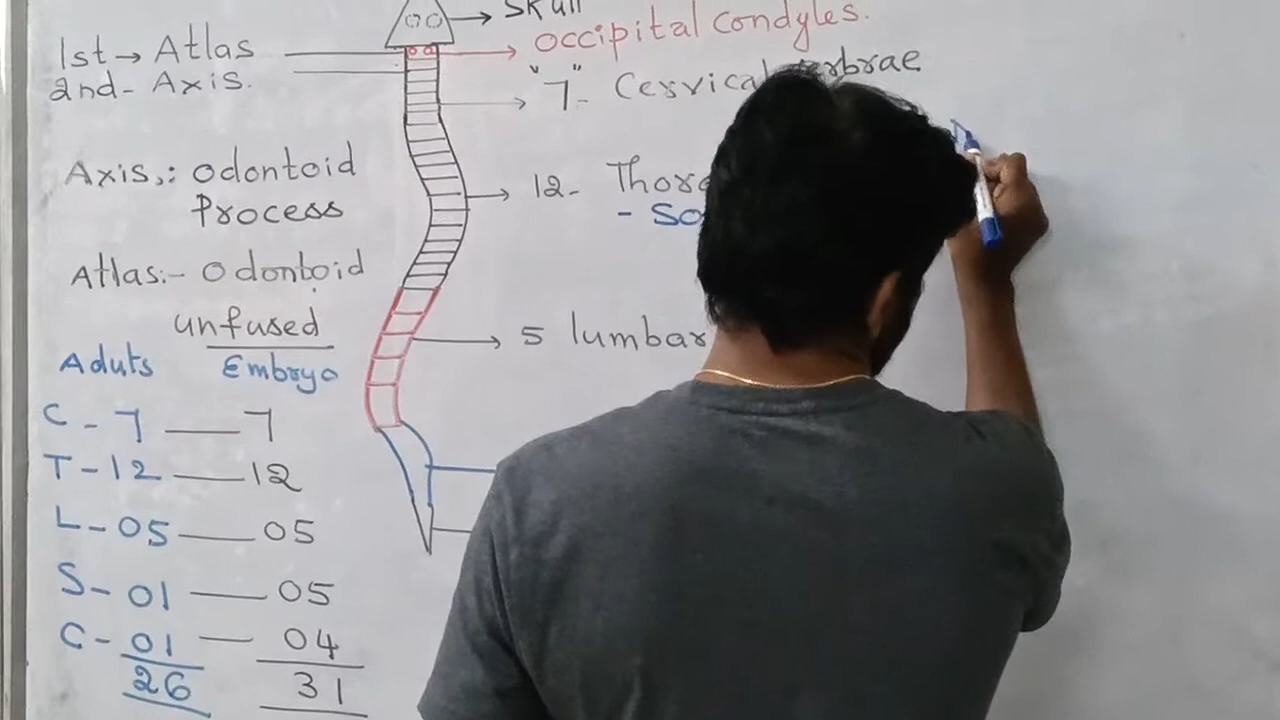 Skull
Occipital Condyles.
1st → Atlas
2nd - Axis.
"7" - Cervical
Axis,: Odontoid
Process
12 -
Atlas:- Odontoid
unfused
5 lumbar
Aduts Embryo
C - 7 — 7
T - 12 — 12
L - 05 — 05
S - 01 — 05
C - 01 — 04
26 31